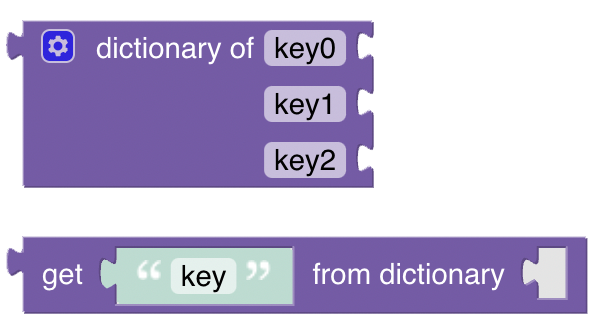 dictionary of key0
key1
key2
get “ key ” from dictionary